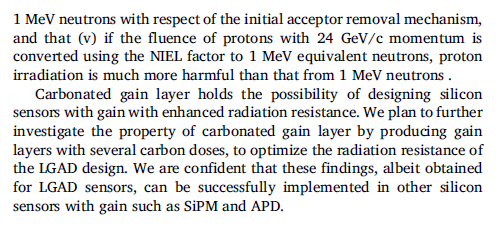 1 MeV neutrons with respect of the initial acceptor removal mechanism,
and that (v) if the fluence of protons with 24 GeV/c momentum is
converted using the NIEL factor to 1 MeV equivalent neutrons, proton
irradiation is much more harmful than that from 1 MeV neutrons .
Carbonated gain layer holds the possibility of designing silicon
sensors with gain with enhanced radiation resistance. We plan to further
investigate the property of carbonated gain layer by producing gain
layers with several carbon doses, to optimize the radiation resistance of
the LGAD design. We are confident that these findings, albeit obtained
for LGAD sensors, can be successfully implemented in other silicon
sensors with gain such as SiPM and APD.